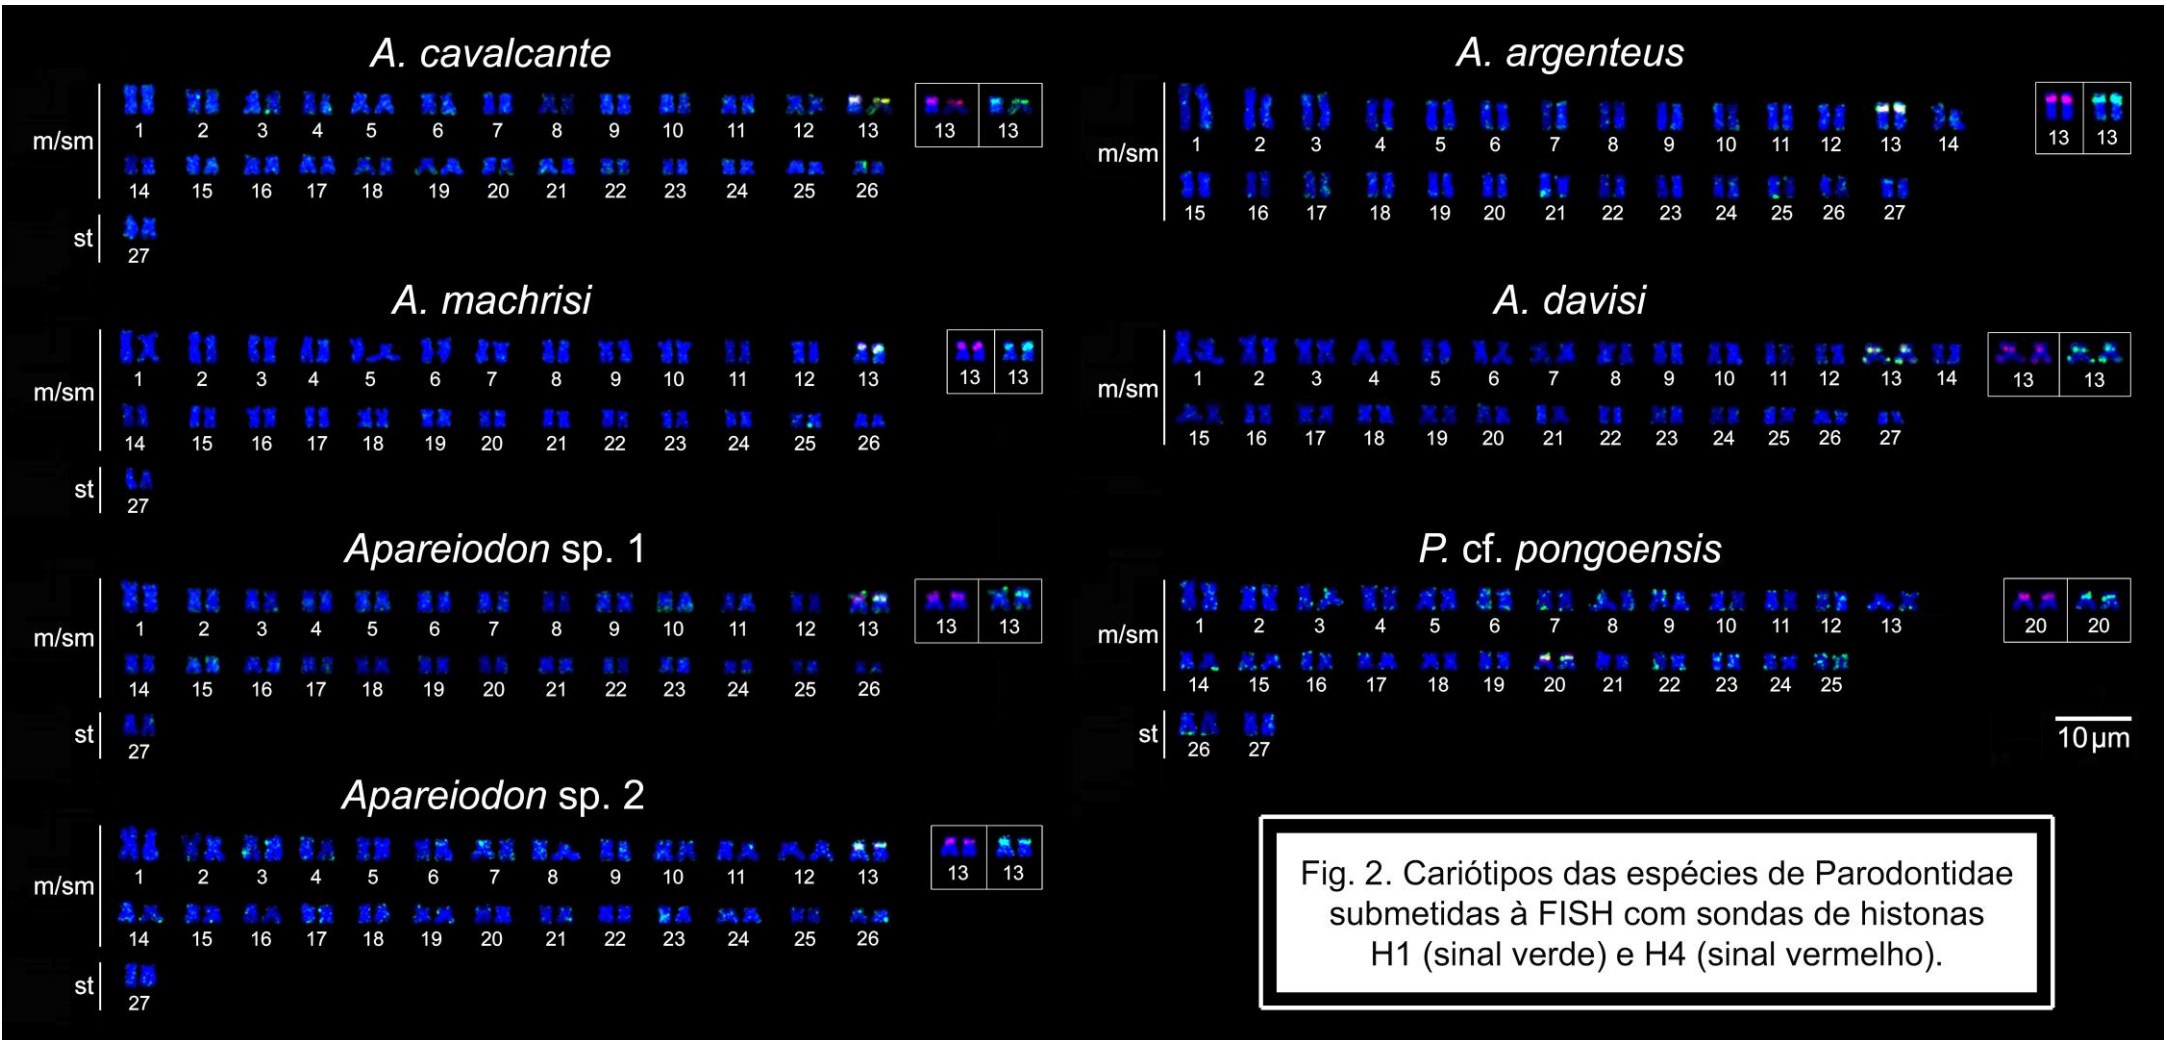 A. cavalcante
m/sm
1 2 3 4 5 6 7 8 9 10 11 12 13
13 13
14 15 16 17 18 19 20 21 22 23 24 25 26
st
27
A. machrisi
m/sm
1 2 3 4 5 6 7 8 9 10 11 12 13
13 13
14 15 16 17 18 19 20 21 22 23 24 25 26
st
27
Apareiodon sp. 1
m/sm
1 2 3 4 5 6 7 8 9 10 11 12 13
13 13
14 15 16 17 18 19 20 21 22 23 24 25 26
st
27
Apareiodon sp. 2
m/sm
1 2 3 4 5 6 7 8 9 10 11 12 13
13 13
14 15 16 17 18 19 20 21 22 23 24 25 26
st
27
A. argenteus
m/sm
1 2 3 4 5 6 7 8 9 10 11 12 13 14
13 13
15 16 17 18 19 20 21 22 23 24 25 26 27
A. davisi
m/sm
1 2 3 4 5 6 7 8 9 10 11 12 13 14
13 13
15 16 17 18 19 20 21 22 23 24 25 26 27
P. cf. pongoensis
m/sm
1 2 3 4 5 6 7 8 9 10 11 12 13
20 20
14 15 16 17 18 19 20 21 22 23 24 25
st
26 27
10 µm
Fig. 2. Cariótipos das espécies de Parodontidae
submetidas à FISH com sondas de histonas
H1 (sinal verde) e H4 (sinal vermelho).